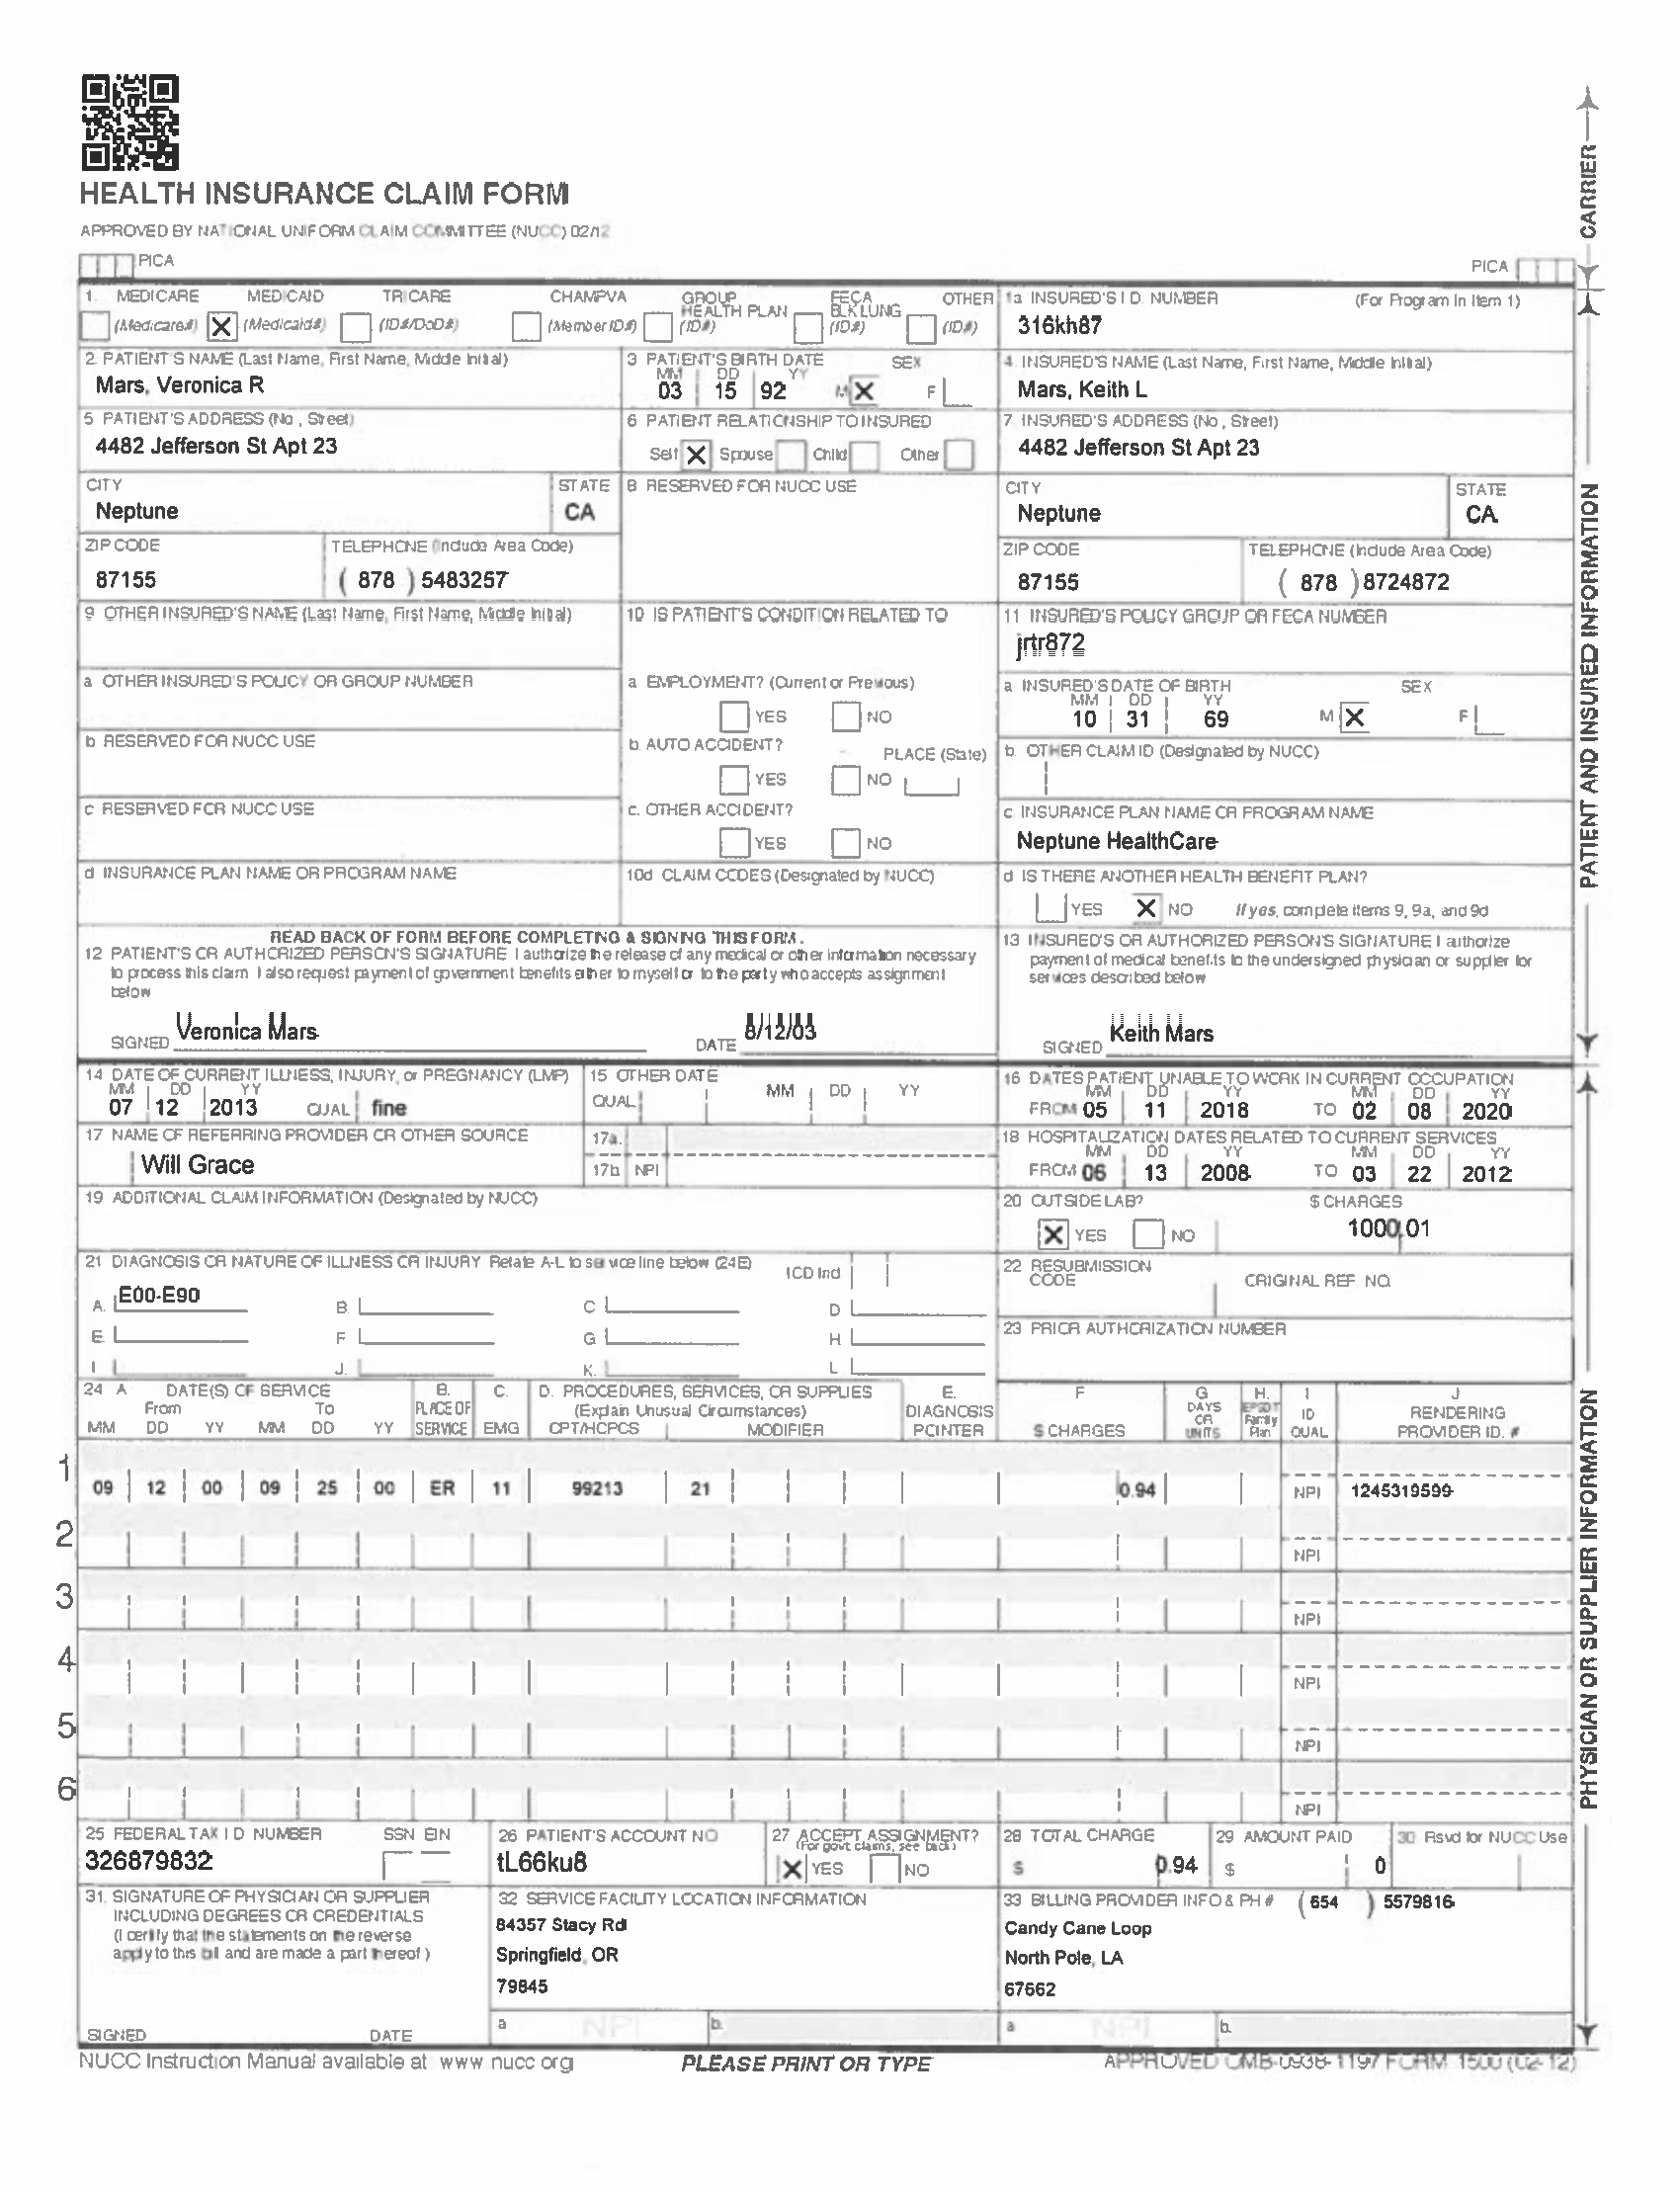 HEALTH INSURANCE CLAIM FORM
APPROVED BY NATIONAL UNIFORM CLAIM COMMITTEE (NUCC) 02/12
PICA
PICA
1. MEDICARE MEDICAID TRICARE CHAMPVA GROUP HEALTH PLAN FECA BLK LUNG OTHER
(Medicare#) X (Medicaid#) (ID#/DoD#) (Member ID#) (ID#) (ID#) (ID#)
1a INSURED'S I D. NUMBER (For Program in Item 1)
316kh87
2. PATIENT'S NAME (Last Name, First Name, Middle Initial)
Mars, Veronica R
3 PATIENT'S BIRTH DATE SEX
MM DD YY
03 15 92 M X F
4. INSURED'S NAME (Last Name, First Name, Middle Initial)
Mars, Keith L
5 PATIENT'S ADDRESS (No , Street)
4482 Jefferson St Apt 23
6 PATIENT RELATIONSHIP TO INSURED
Self X Spouse Child Other
7 INSURED'S ADDRESS (No , Street)
4482 Jefferson St Apt 23
CITY STATE
Neptune CA
8 RESERVED FOR NUCC USE
CITY STATE
Neptune CA
ZIP CODE TELEPHONE (Include Area Code)
87155 ( 878 ) 5483257
ZIP CODE TELEPHONE (Include Area Code)
87155 ( 878 ) 8724872
9 OTHER INSURED'S NAME (Last Name, First Name, Middle Initial)
10 IS PATIENT'S CONDITION RELATED TO
11 INSURED'S POLICY GROUP OR FECA NUMBER
jrtr872
a OTHER INSURED'S POLICY OR GROUP NUMBER
a EMPLOYMENT? (Current or Previous)
YES NO
a INSURED'S DATE OF BIRTH SEX
MM DD YY
10 31 69 M X F
b RESERVED FOR NUCC USE
b. AUTO ACCIDENT? PLACE (State)
YES NO
b. OTHER CLAIM ID (Designated by NUCC)
c RESERVED FOR NUCC USE
c. OTHER ACCIDENT?
YES NO
c INSURANCE PLAN NAME OR PROGRAM NAME
Neptune HealthCare
d INSURANCE PLAN NAME OR PROGRAM NAME
10d CLAIM CODES (Designated by NUCC)
d IS THERE ANOTHER HEALTH BENEFIT PLAN?
YES X NO If yes, complete items 9, 9a, and 9d
READ BACK OF FORM BEFORE COMPLETING & SIGNING THIS FORM.
12 PATIENT'S OR AUTHORIZED PERSON'S SIGNATURE I authorize the release of any medical or other information necessary
to process this claim I also request payment of government benefits either to myself or to the party who accepts assignment
below
SIGNED Veronica Mars DATE 8/12/03
13 INSURED'S OR AUTHORIZED PERSON'S SIGNATURE I authorize
payment of medical benefits to the undersigned physician or supplier for
services described below
SIGNED Keith Mars
14 DATE OF CURRENT ILLNESS, INJURY, or PREGNANCY (LMP)
MM DD YY
07 12 2013 QUAL fine
15 OTHER DATE
QUAL MM DD YY
16 DATES PATIENT UNABLE TO WORK IN CURRENT OCCUPATION
MM DD YY MM DD YY
FROM 05 11 2018 TO 02 08 2020
17 NAME OF REFERRING PROVIDER OR OTHER SOURCE
Will Grace
17a.
17b NPI
18 HOSPITALIZATION DATES RELATED TO CURRENT SERVICES
MM DD YY MM DD YY
FROM 06 13 2008 TO 03 22 2012
19 ADDITIONAL CLAIM INFORMATION (Designated by NUCC)
20 OUTSIDE LAB? $ CHARGES
X YES NO 1000 01
21 DIAGNOSIS OR NATURE OF ILLNESS OR INJURY Relate A-L to service line below (24E) ICD Ind
A. E00-E90 B. C D
E F G H
I J. K. L
22 RESUBMISSION CODE ORIGINAL REF NO.
23 PRIOR AUTHORIZATION NUMBER
24 A DATE(S) OF SERVICE B. C. D. PROCEDURES, SERVICES, OR SUPPLIES E. F G H. I J
From To PLACE OF (Explain Unusual Circumstances) DIAGNOSIS DAYS OR UNITS EPSDT Family Plan ID RENDERING
MM DD YY MM DD YY SERVICE EMG CPT/HCPCS MODIFIER POINTER $ CHARGES QUAL PROVIDER ID. #
1
09 12 00 09 25 00 ER 11 99213 21 0.94 NPI 1245319599
2
NPI
3
NPI
4
NPI
5
NPI
6
NPI
25 FEDERAL TAX I D NUMBER SSN EIN
326879832
26 PATIENT'S ACCOUNT NO
tL66ku8
27 ACCEPT ASSIGNMENT?
(For govt claims, see back)
X YES NO
28 TOTAL CHARGE
$ 0.94
29 AMOUNT PAID
$ 0
30 Rsvd for NUCC Use
31. SIGNATURE OF PHYSICIAN OR SUPPLIER
INCLUDING DEGREES OR CREDENTIALS
(I certify that the statements on the reverse
apply to this bill and are made a part thereof )
SIGNED DATE
32 SERVICE FACILITY LOCATION INFORMATION
84357 Stacy Rd
Springfield, OR
79845
a NPI b.
33 BILLING PROVIDER INFO & PH # ( 654 ) 5579816
Candy Cane Loop
North Pole, LA
67662
a NPI b.
NUCC Instruction Manual available at www nucc org
PLEASE PRINT OR TYPE
APPROVED OMB-0938-1197 FORM 1500 (02-12)
CARRIER
PATIENT AND INSURED INFORMATION
PHYSICIAN OR SUPPLIER INFORMATION